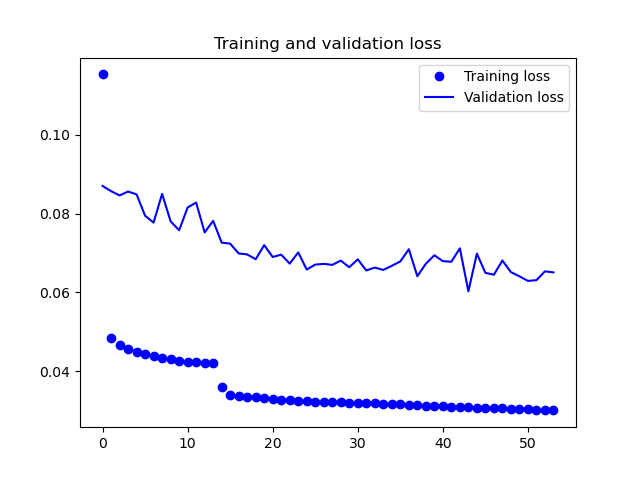 Training and validation loss
Training loss
Validation loss
0.10
0.08
0.06
0.04
0 10 20 30 40 50